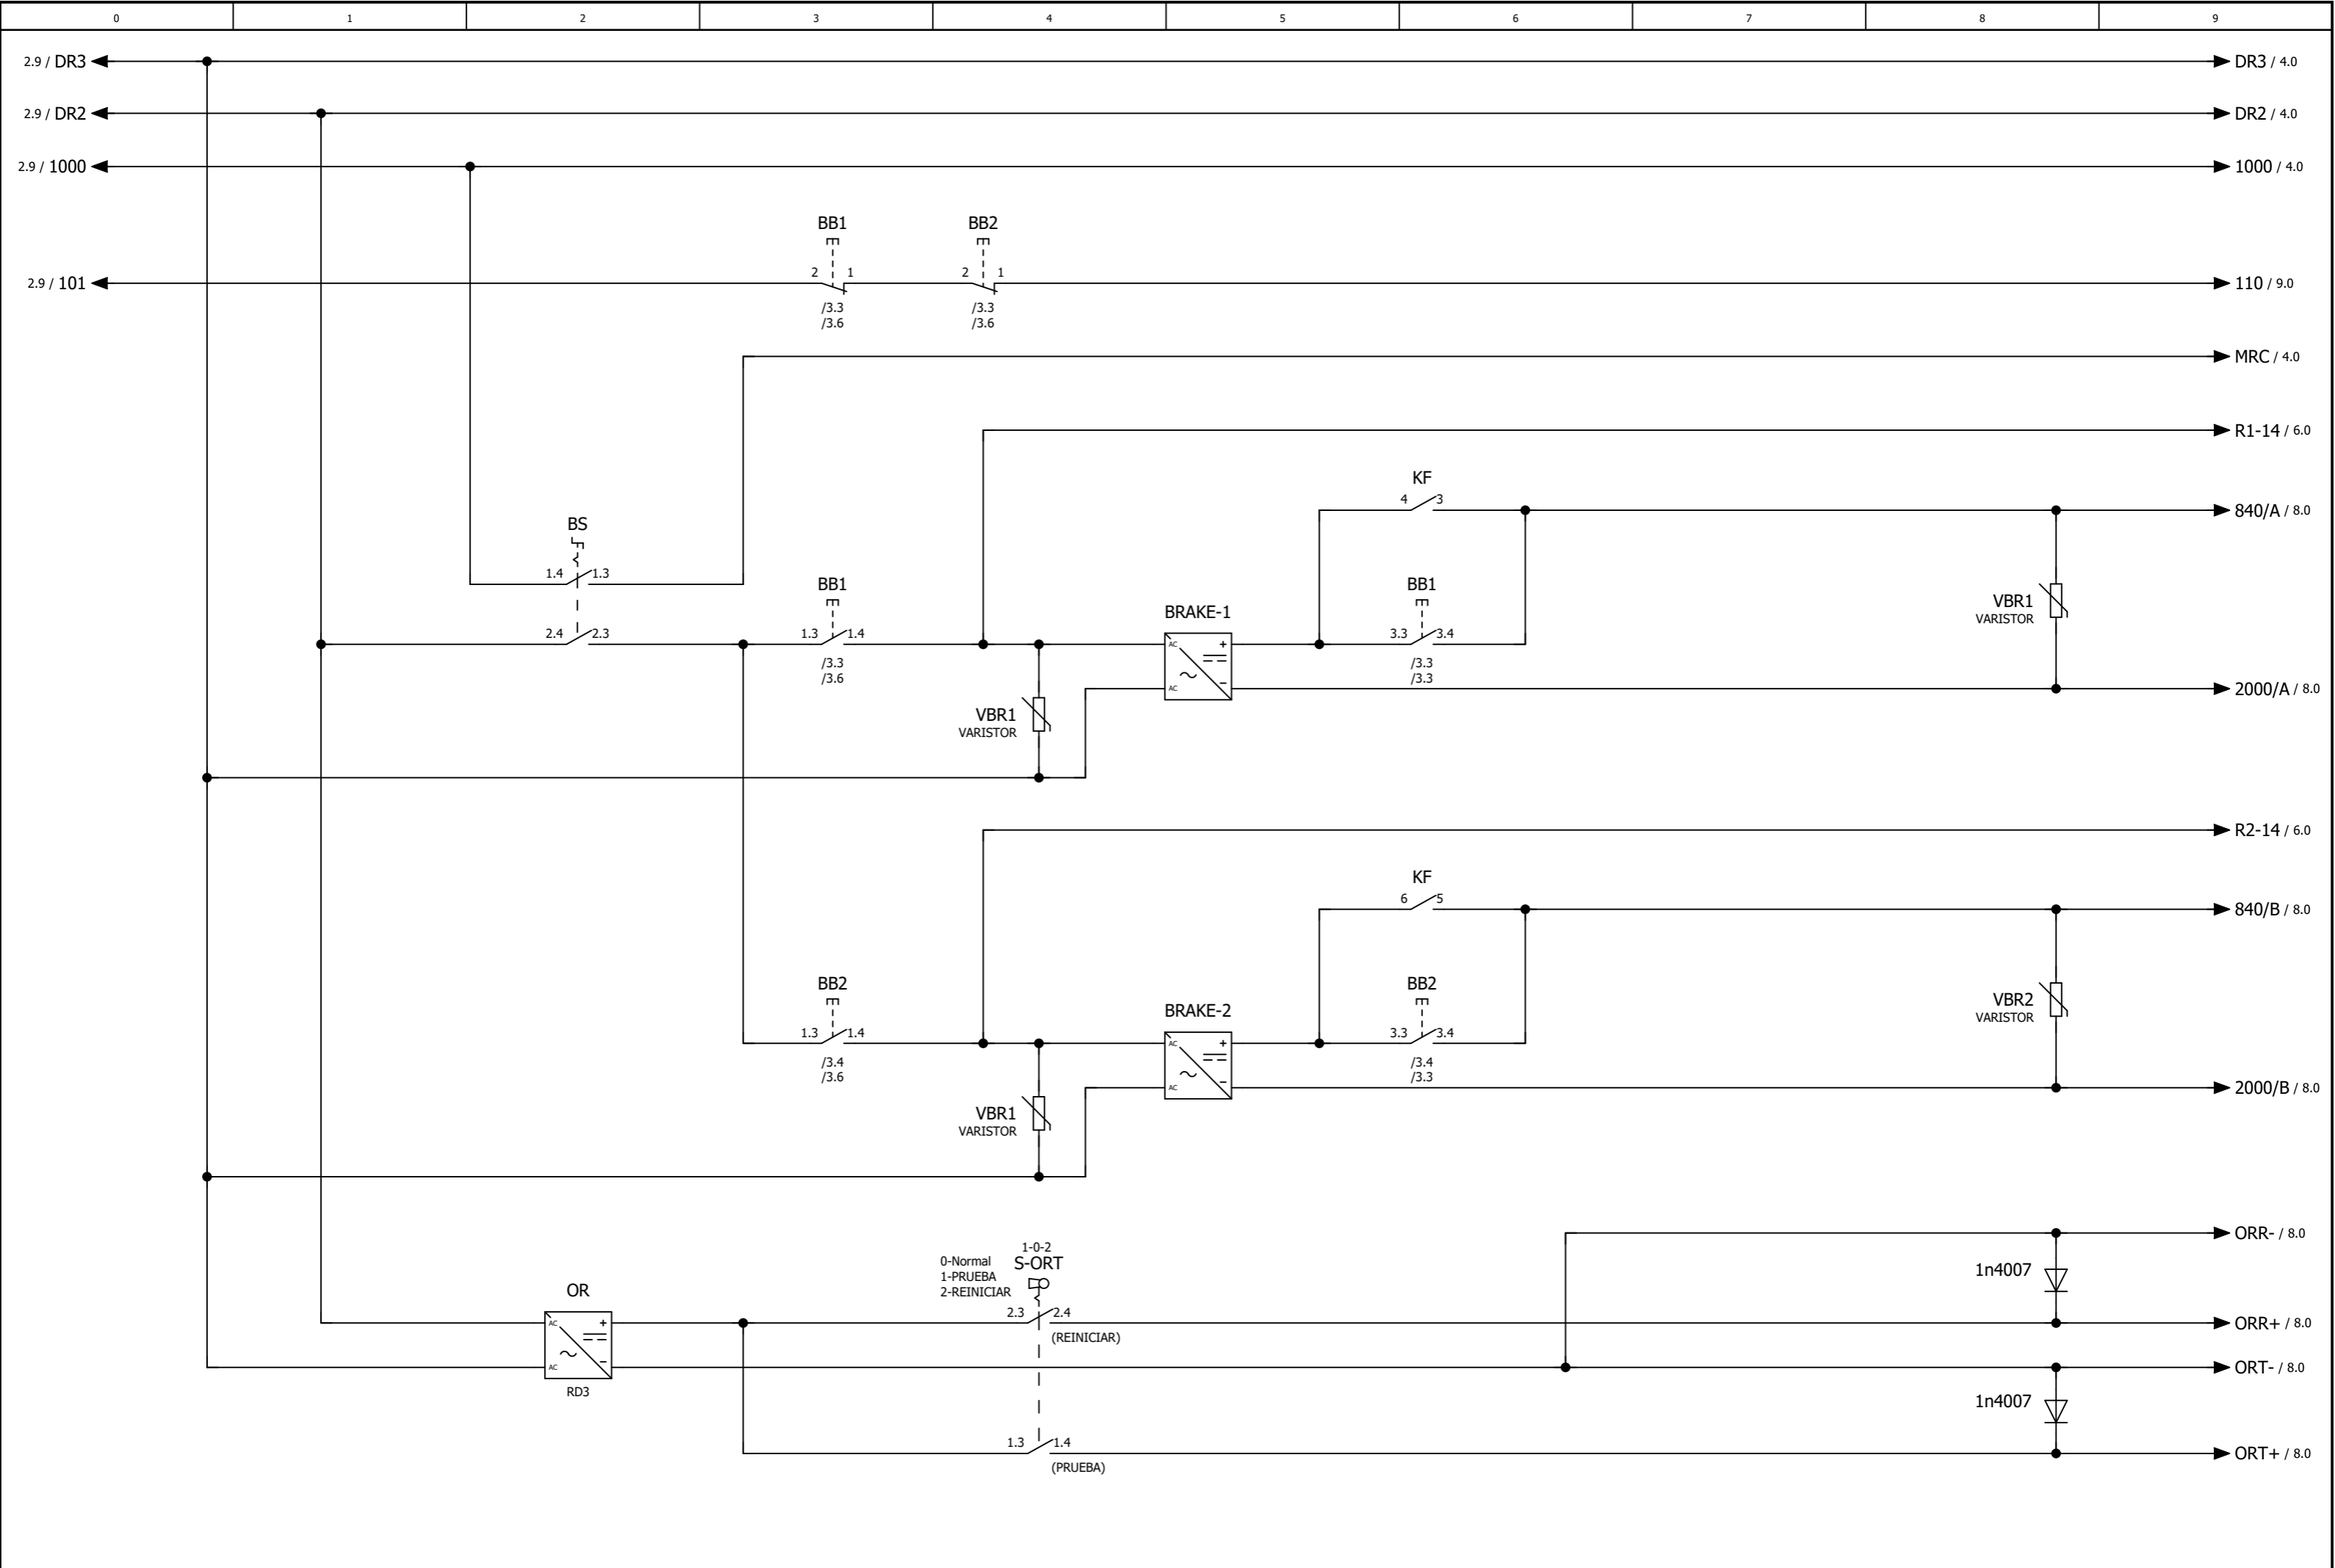 0 1 2 3 4 5 6 7 8 9
2.9 / DR3 DR3 / 4.0
2.9 / DR2 DR2 / 4.0
2.9 / 1000 1000 / 4.0
BB1 BB2
2 1 2 1
2.9 / 101 110 / 9.0
/3.3 /3.3
/3.6 /3.6
MRC / 4.0
R1-14 / 6.0
KF
4 3
840/A / 8.0
BS
1.4 1.3
BB1 BB1
VBR1
VARISTOR
BRAKE-1
2.4 2.3 1.3 1.4 3.3 3.4
AC +
/3.3 /3.3
/3.6 /3.3
AC −
2000/A / 8.0
VBR1
VARISTOR
R2-14 / 6.0
KF
6 5
840/B / 8.0
BB2 BB2
VBR2
VARISTOR
BRAKE-2
1.3 1.4 3.3 3.4
AC +
/3.4 /3.4
/3.6 /3.3
AC −
2000/B / 8.0
VBR1
VARISTOR
ORR- / 8.0
1-0-2
0-Normal S-ORT
1-PRUEBA
2-REINICIAR
1n4007
OR
2.3 2.4
AC +
ORR+ / 8.0
(REINICIAR)
AC −
ORT- / 8.0
RD3
1n4007
1.3 1.4
ORT+ / 8.0
(PRUEBA)